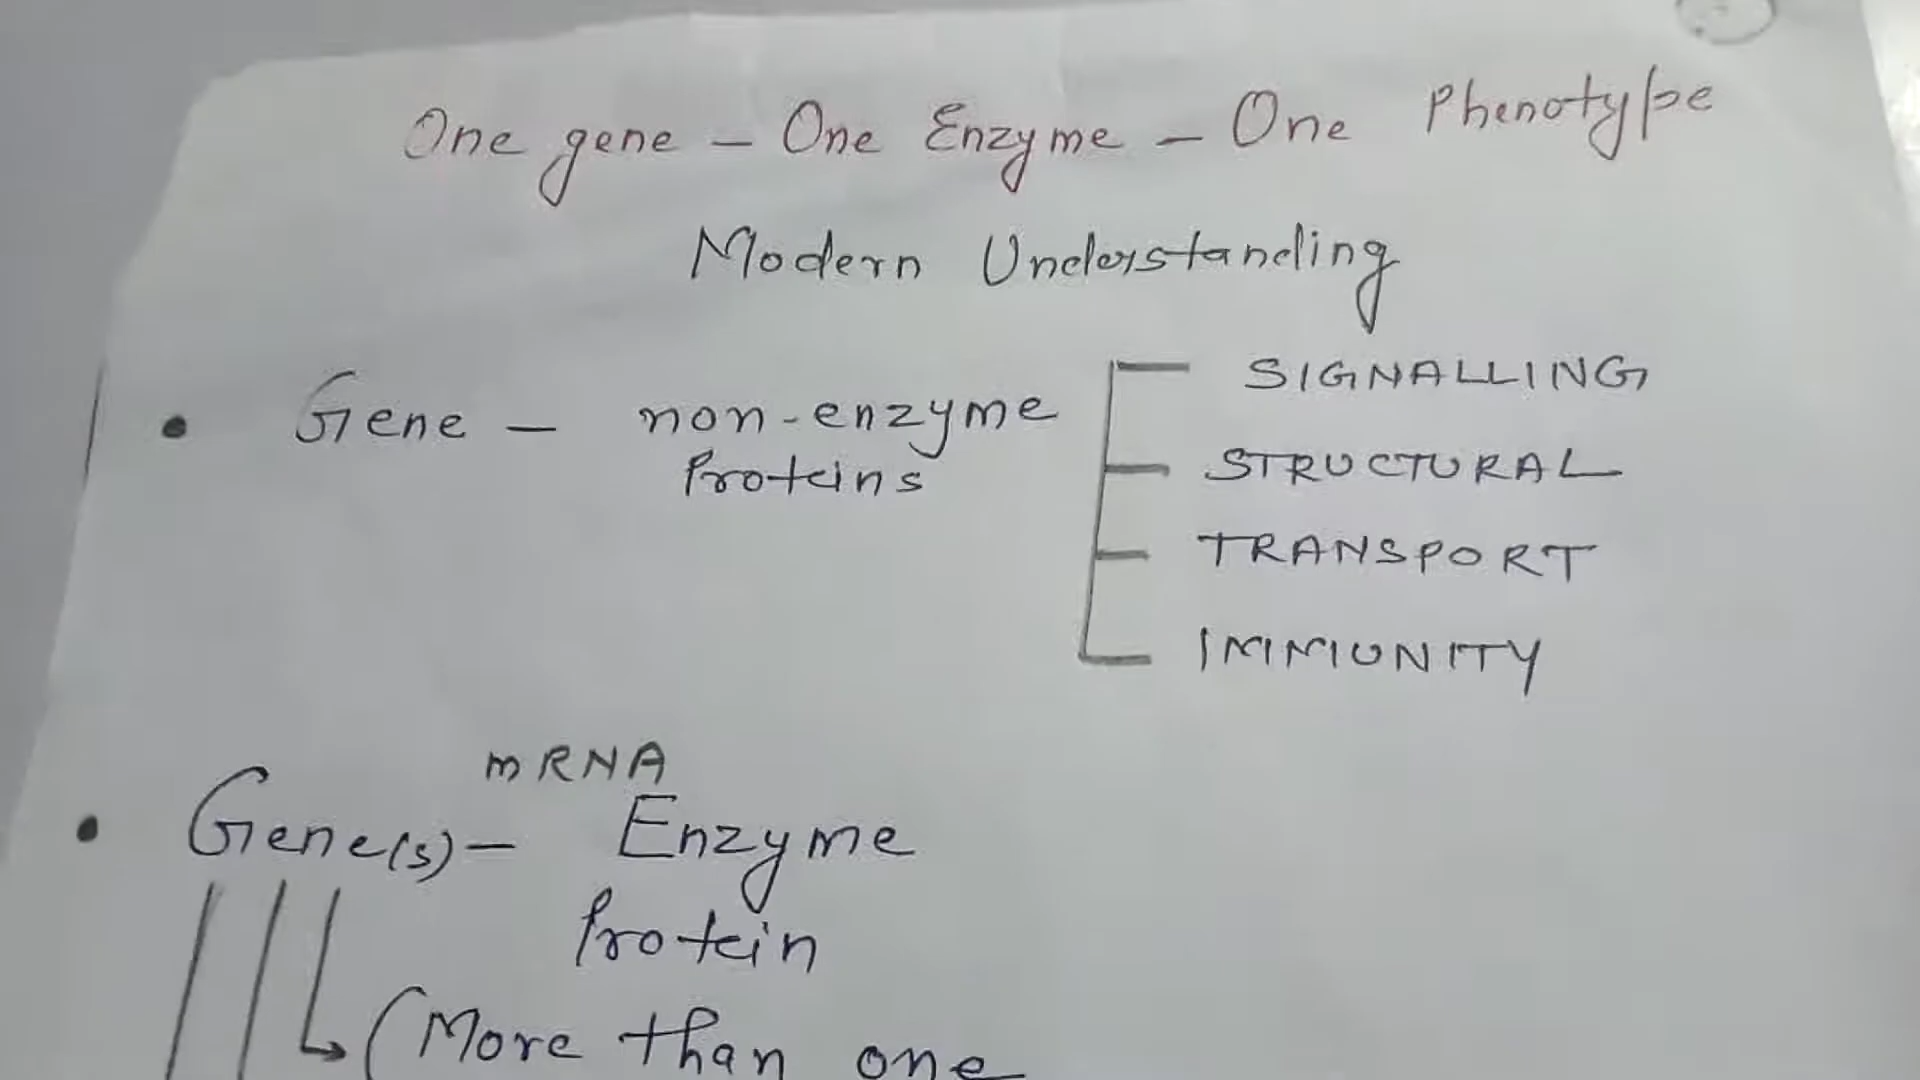 One gene - One Enzyme - One Phenotype
Modern Understanding
• Gene - non-enzyme Proteins
SIGNALLING
STRUCTURAL
TRANSPORT
IMMUNITY
mRNA
• Gene(s) - Enzyme
Protein
(More than one